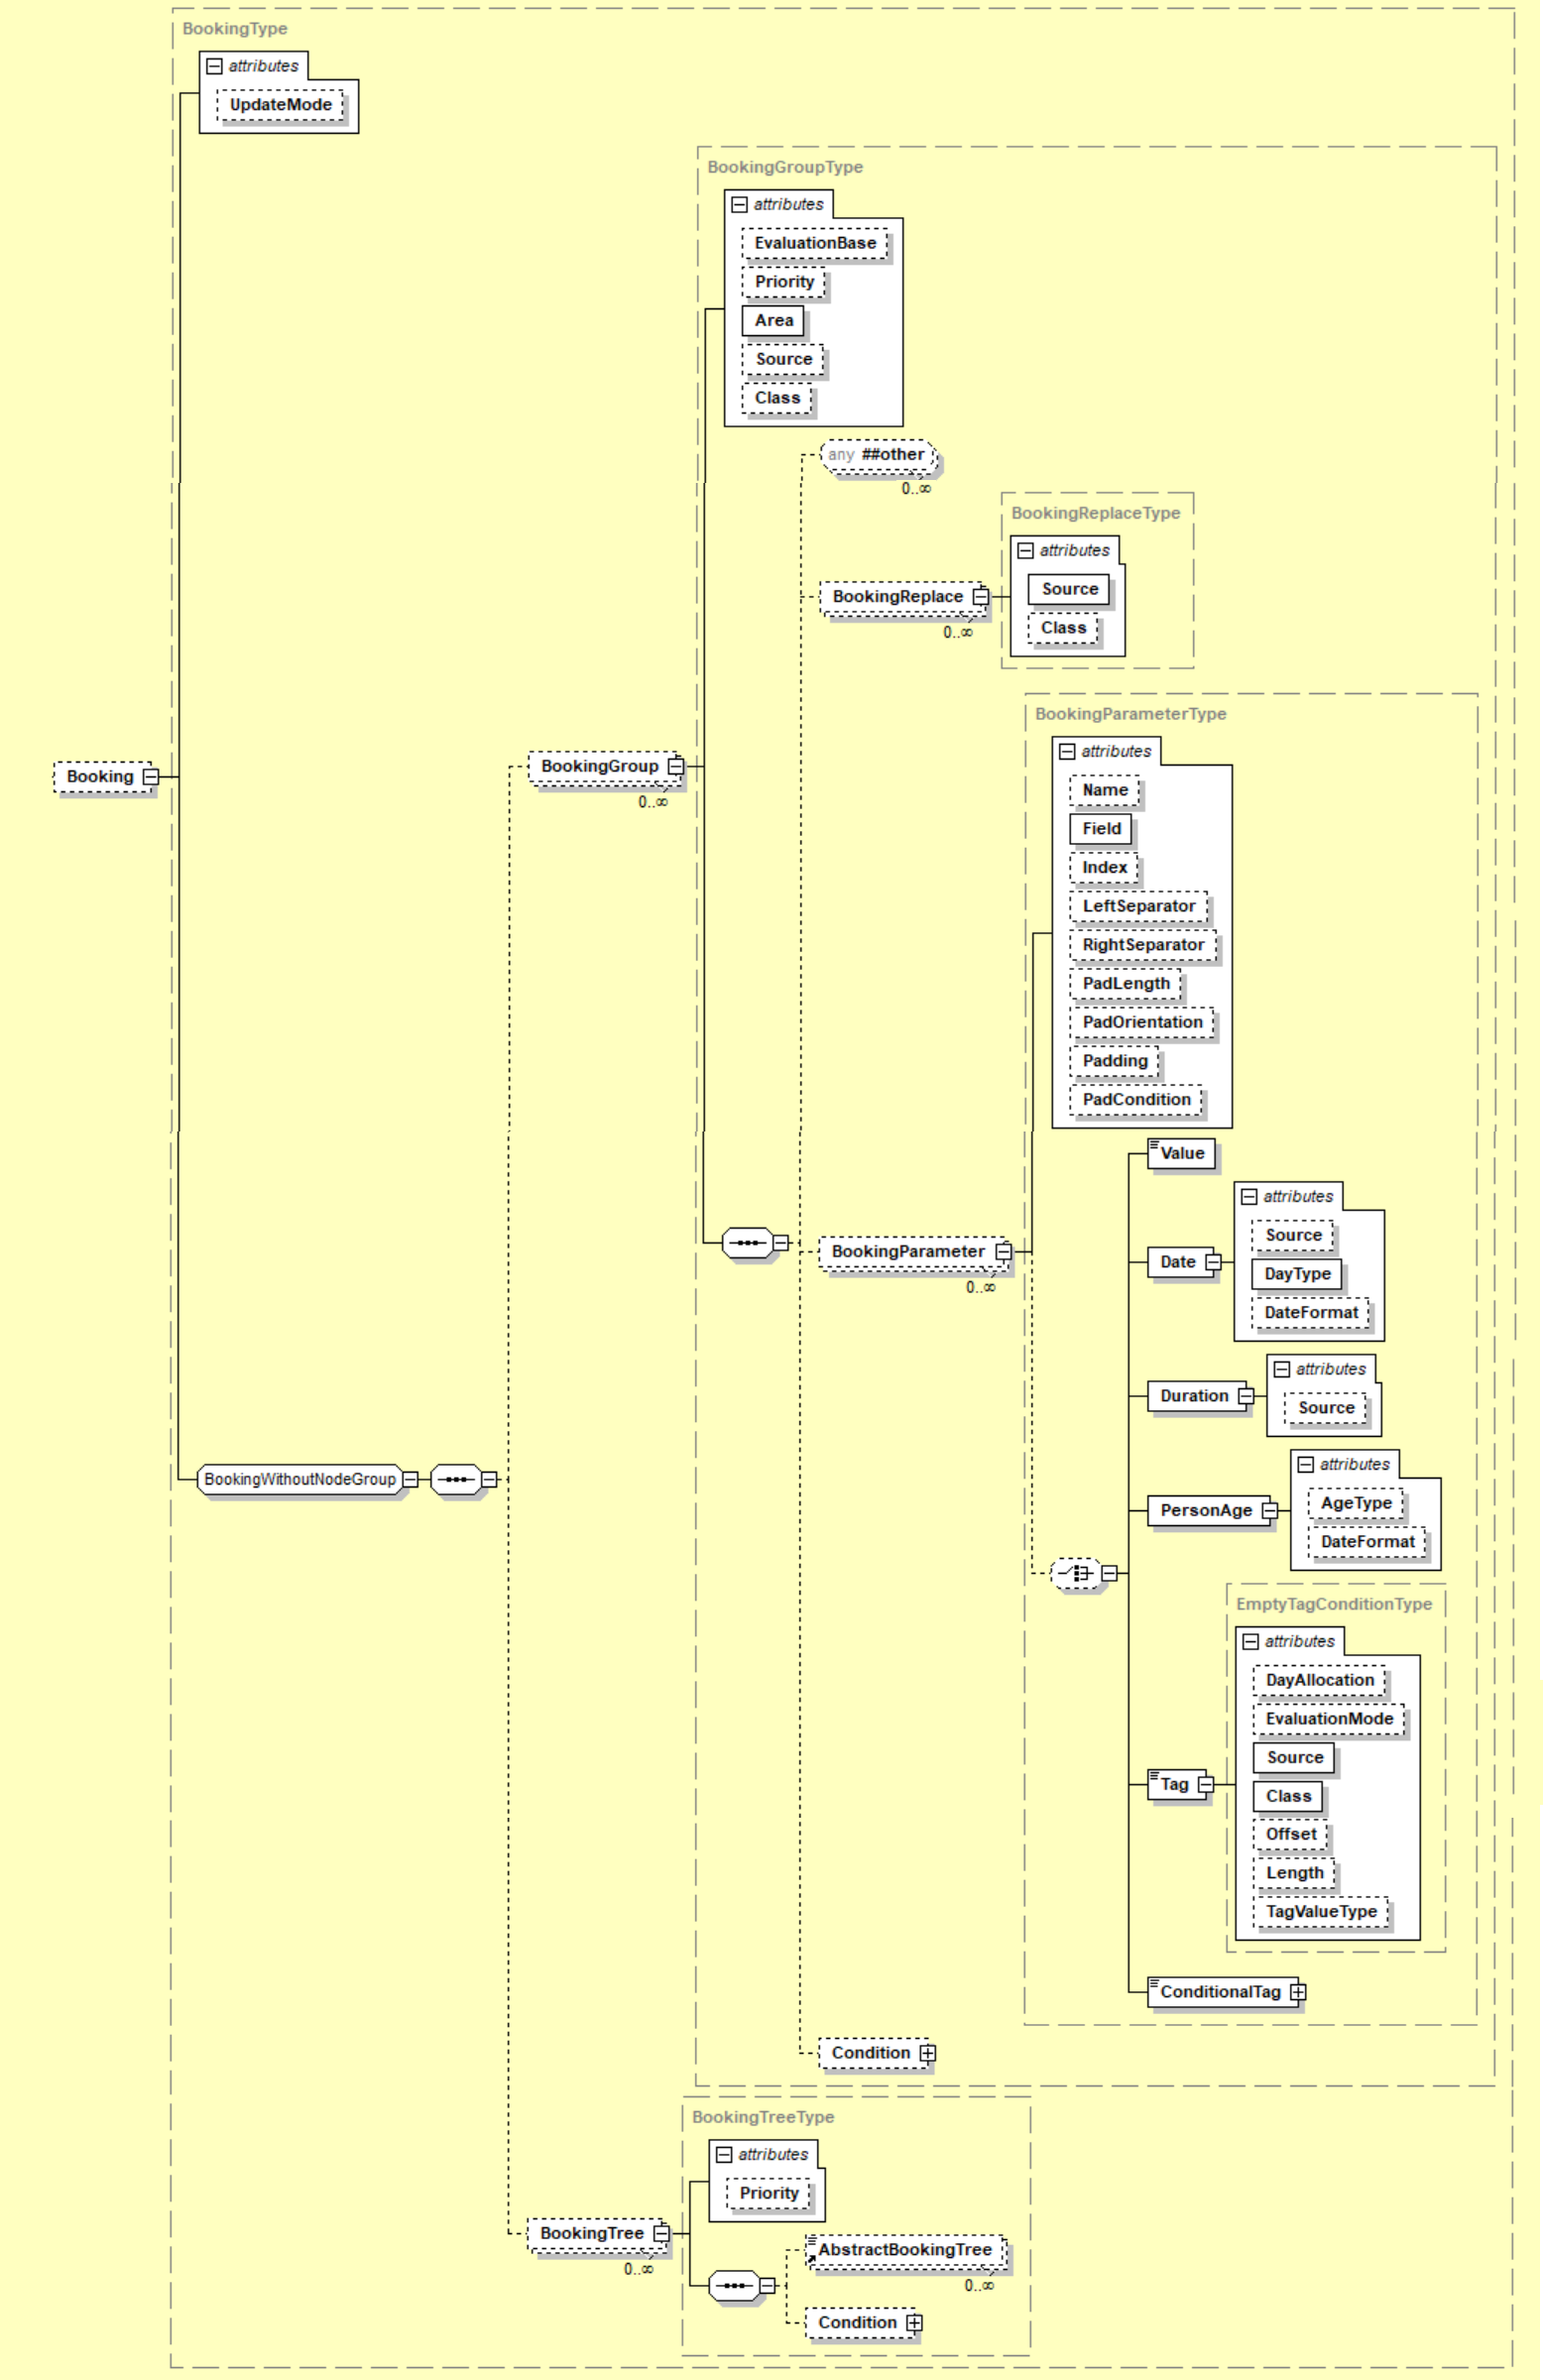 BookingType
attributes
UpdateMode
BookingGroupType
attributes
EvaluationBase
Priority
Area
Source
Class
any ##other
0..∞
BookingReplaceType
attributes
BookingReplace
Source
0..∞
Class
BookingParameterType
attributes
Booking
BookingGroup
0..∞
Name
Field
Index
LeftSeparator
RightSeparator
PadLength
PadOrientation
Padding
PadCondition
Value
attributes
BookingParameter
0..∞
Date
Source
DayType
DateFormat
attributes
Duration
Source
BookingWithoutNodeGroup
attributes
PersonAge
AgeType
DateFormat
EmptyTagConditionType
attributes
DayAllocation
EvaluationMode
Source
Tag
Class
Offset
Length
TagValueType
ConditionalTag
Condition
BookingTreeType
attributes
Priority
BookingTree
0..∞
AbstractBookingTree
0..∞
Condition